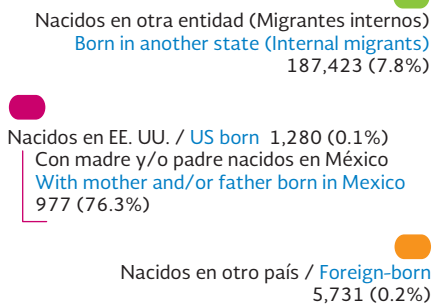 Nacidos en otra entidad (Migrantes internos)
Born in another state (Internal migrants)
187,423 (7.8%)
Nacidos en EE. UU. / US born 1,280 (0.1%)
Con madre y/o padre nacidos en México
With mother and/or father born in Mexico
977 (76.3%)
Nacidos en otro país / Foreign-born
5,731 (0.2%)